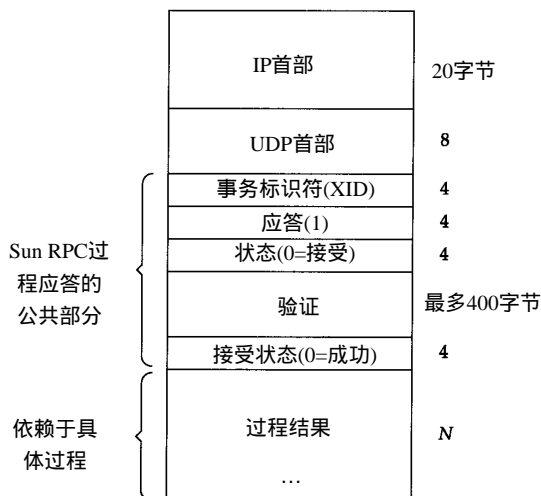 IP首部
20字节
UDP首部
8
事务标识符(XID)
4
应答(1)
4
状态(0=接受)
4
Sun RPC过
程应答的
公共部分
验证
最多400字节
接受状态(0=成功)
4
依赖于具
体过程
过程结果
N
…